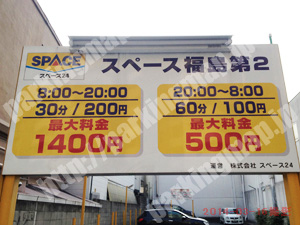 SPACE
スペース24
スペース福島第2
8:00~20:00
30分/200円
最大料金
1400円
20:00~8:00
60分/100円
最大料金
500円
運営 株式会社 スペース24